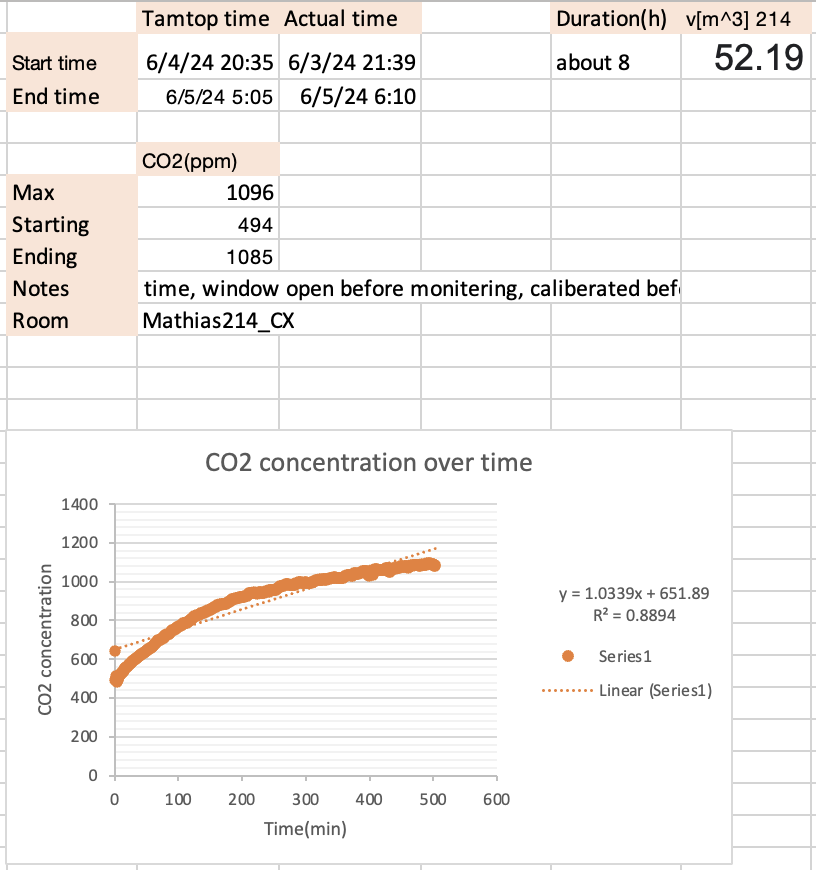 Tamtop time Actual time Duration(h) v[m^3] 214
Start time 6/4/24 20:35 6/3/24 21:39 about 8 52.19
End time 6/5/24 5:05 6/5/24 6:10
CO2(ppm)
Max 1096
Starting 494
Ending 1085
Notes time, window open before monitering, caliberated bef
Room Mathias214_CX
CO2 concentration over time
1400
1200
1000
800
600
400
200
0
CO2 concentration
0 100 200 300 400 500 600
Time(min)
y = 1.0339x + 651.89
R² = 0.8894
Series1
Linear (Series1)